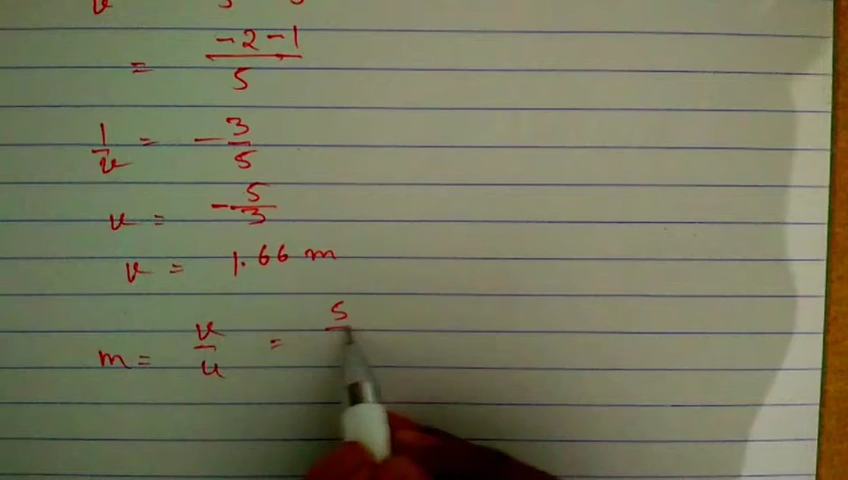 = -2-1/5
1/v = -3/5
v = -5/3
v = 1.66 m
m = v/u = 5